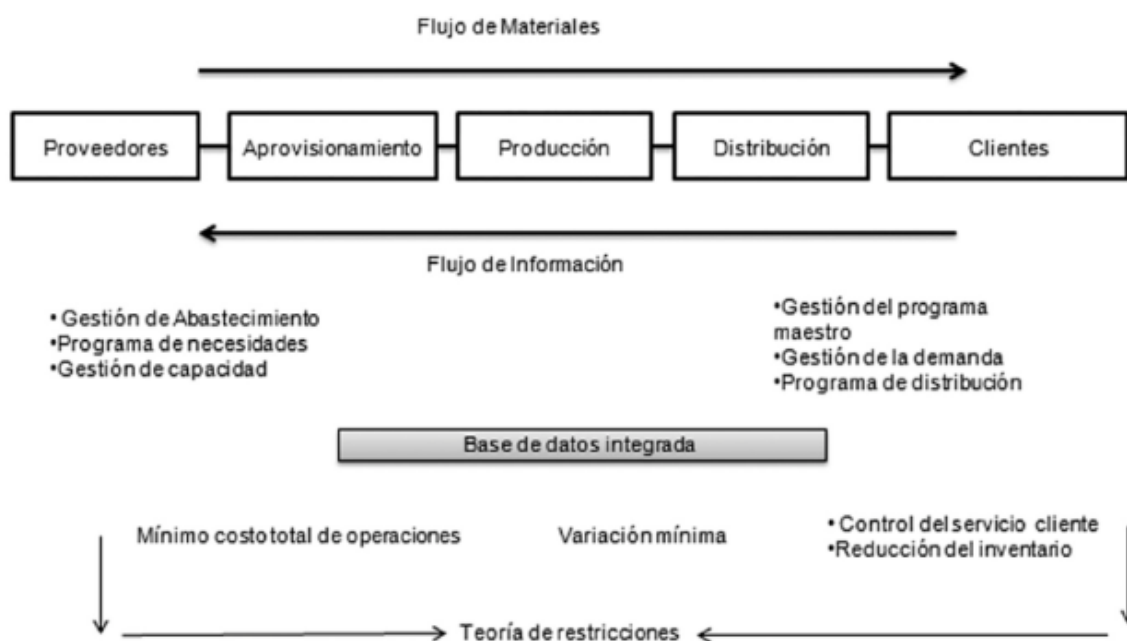 Flujo de Materiales
Proveedores
Aprovisionamiento
Producción
Distribución
Clientes
Flujo de Información
• Gestión de Abastecimiento
•Programa de necesidades
•Gestión de capacidad
•Gestión del programa
maestro
•Gestión de la demanda
•Programa de distribución
Base de datos integrada
Mínimo costo total de operaciones
Variación mínima
• Control del servicio cliente
•Reducción del inventario
Teoría de restricciones